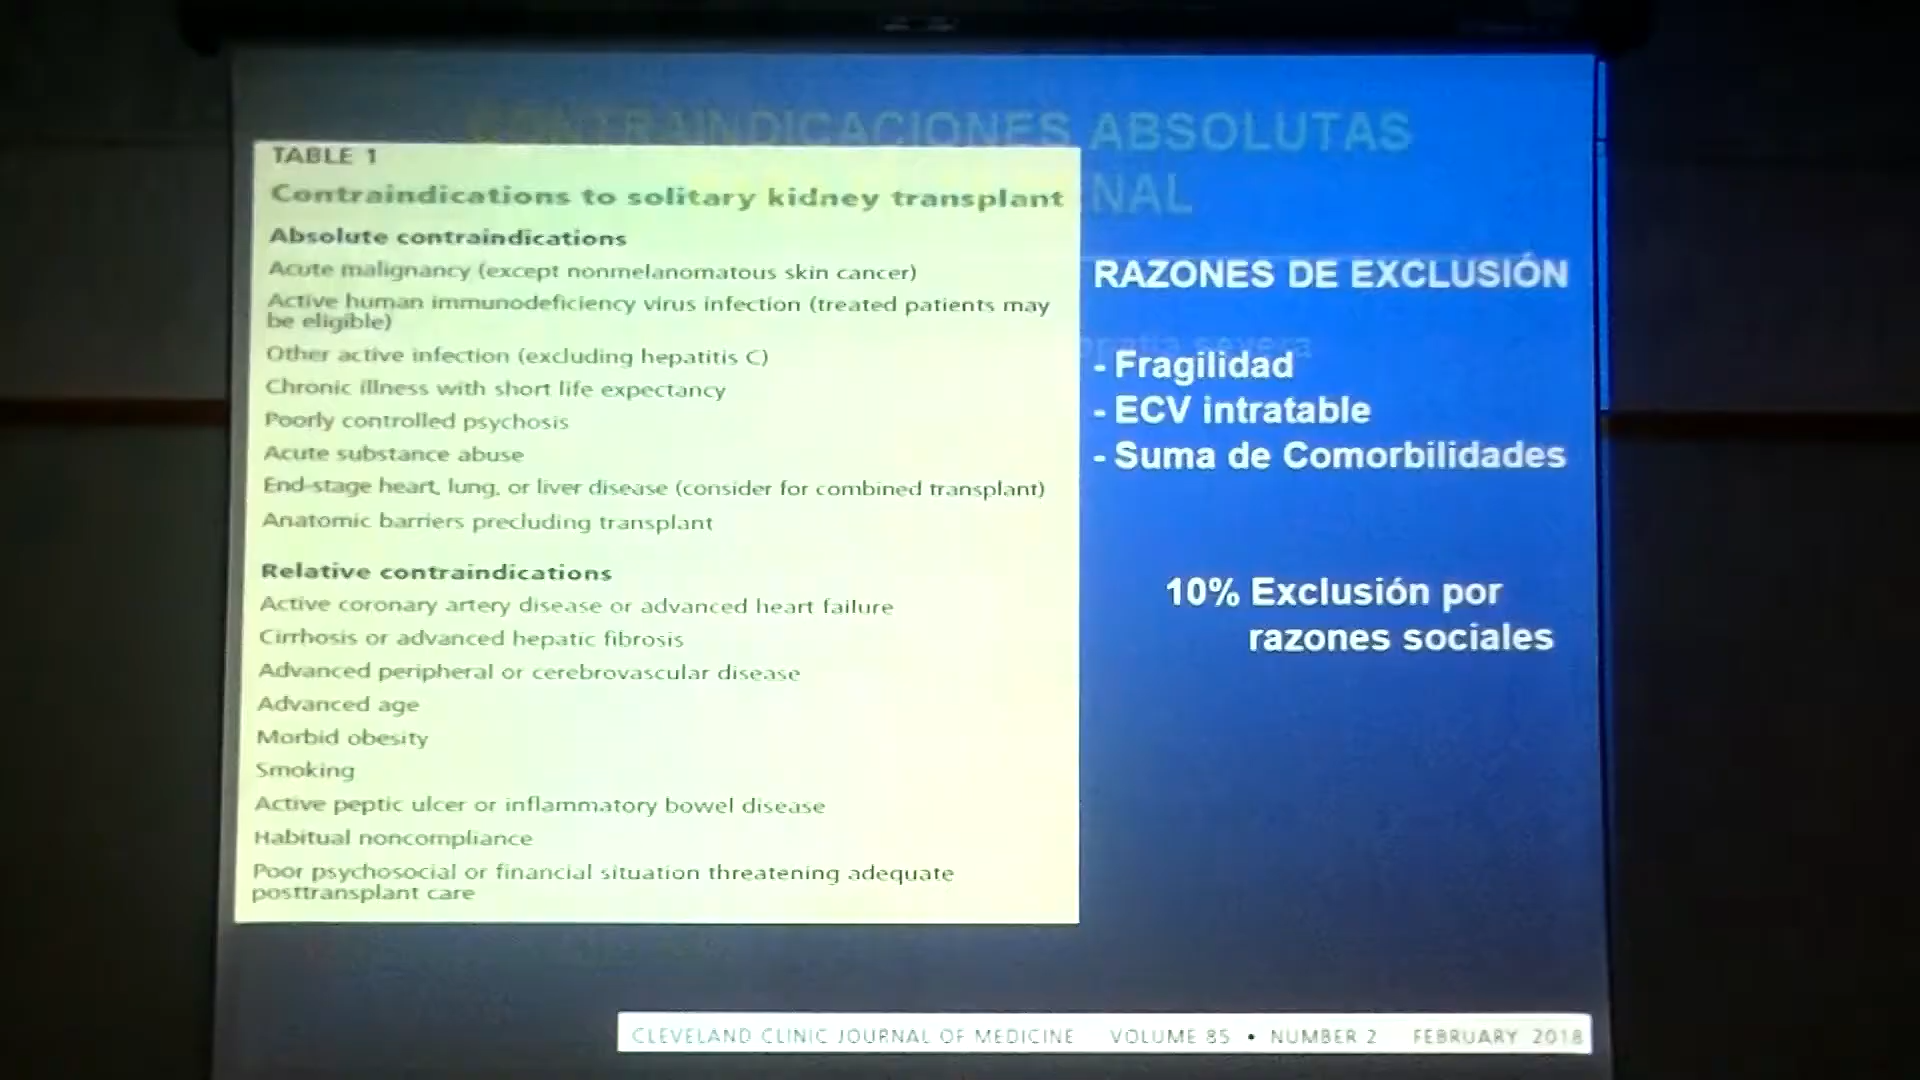 CONTRAINDICACIONES ABSOLUTAS
NAL
TABLE 1
Contraindications to solitary kidney transplant
Absolute contraindications
Acute malignancy (except nonmelanomatous skin cancer)
Active human immunodeficiency virus infection (treated patients may
be eligible)
Other active infection (excluding hepatitis C)
Chronic illness with short life expectancy
Poorly controlled psychosis
Acute substance abuse
End-stage heart, lung, or liver disease (consider for combined transplant)
Anatomic barriers precluding transplant
Relative contraindications
Active coronary artery disease or advanced heart failure
Cirrhosis or advanced hepatic fibrosis
Advanced peripheral or cerebrovascular disease
Advanced age
Morbid obesity
Smoking
Active peptic ulcer or inflammatory bowel disease
Habitual noncompliance
Poor psychosocial or financial situation threatening adequate
posttransplant care
RAZONES DE EXCLUSIÓN
severa
- Fragilidad
- ECV intratable
- Suma de Comorbilidades
10% Exclusión por
razones sociales
CLEVELAND CLINIC JOURNAL OF MEDICINE VOLUME 85 • NUMBER 2 FEBRUARY 2018